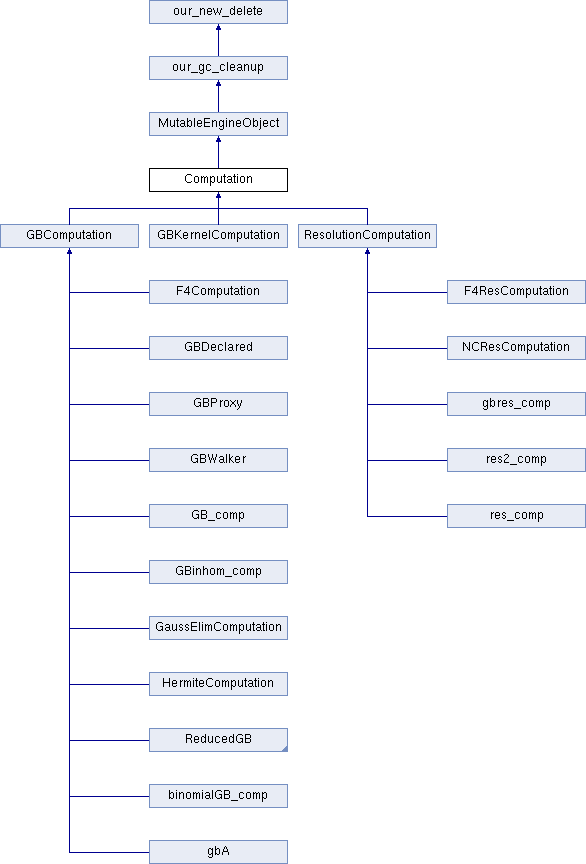 our_new_delete
our_gc_cleanup
MutableEngineObject
Computation
GBComputation
GBKernelComputation
ResolutionComputation
F4Computation
F4ResComputation
GBDeclared
NCResComputation
GBProxy
gbres_comp
GBWalker
res2_comp
GB_comp
res_comp
GBinhom_comp
GaussElimComputation
HermiteComputation
ReducedGB
binomialGB_comp
gbA